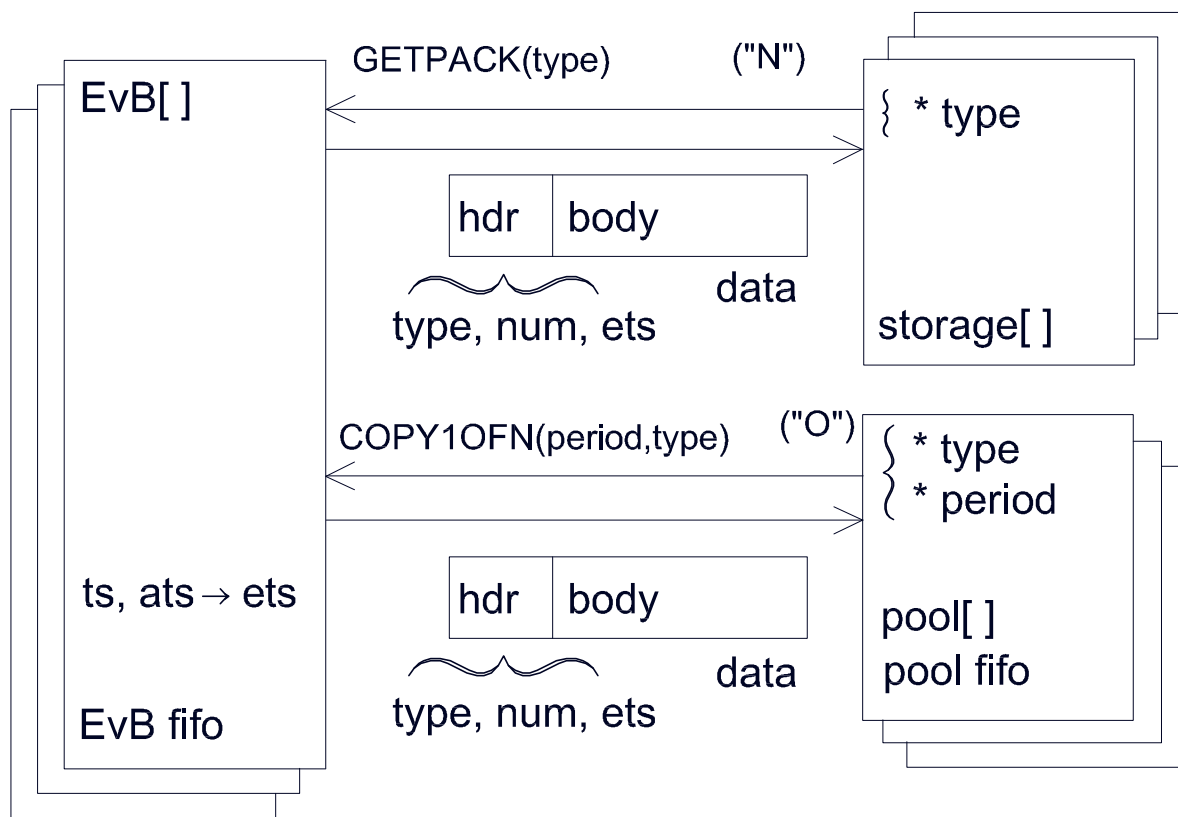 GETPACK(type) ("N")
EvB[ ]
* type
hdr body
data
type, num, ets
storage[ ]
COPY1OFN(period,type) ("O")
* type
* period
ts, ats → ets
hdr body
pool[ ]
data
pool fifo
type, num, ets
EvB fifo